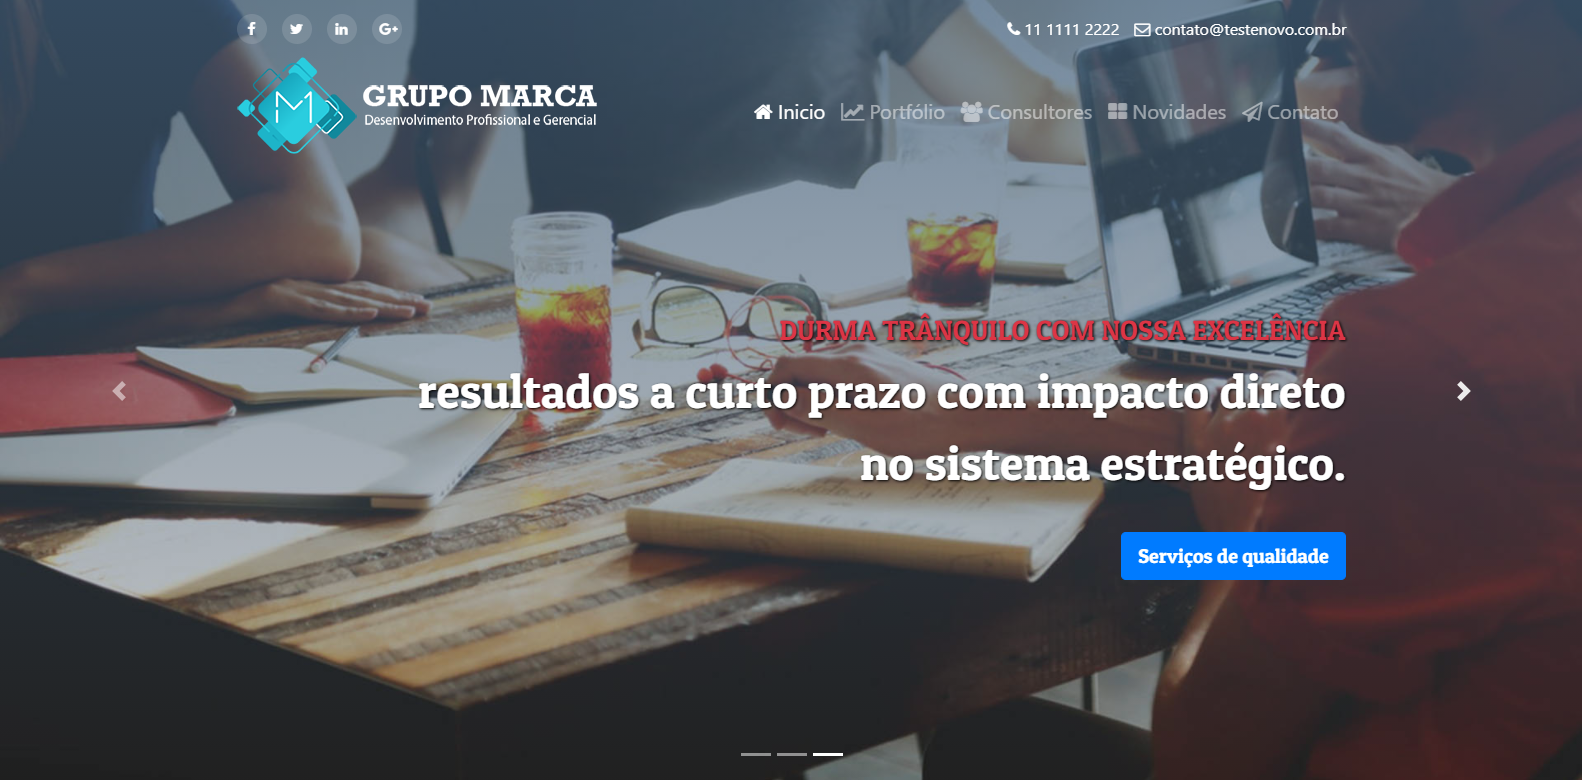 11 1111 2222 contato@testenovo.com.br
GRUPO MARCA
Desenvolvimento Profissional e Gerencial
Inicio Portfólio Consultores Novidades Contato
DURMA TRÂNQUILO COM NOSSA EXCELÊNCIA
resultados a curto prazo com impacto direto
no sistema estratégico.
Serviços de qualidade